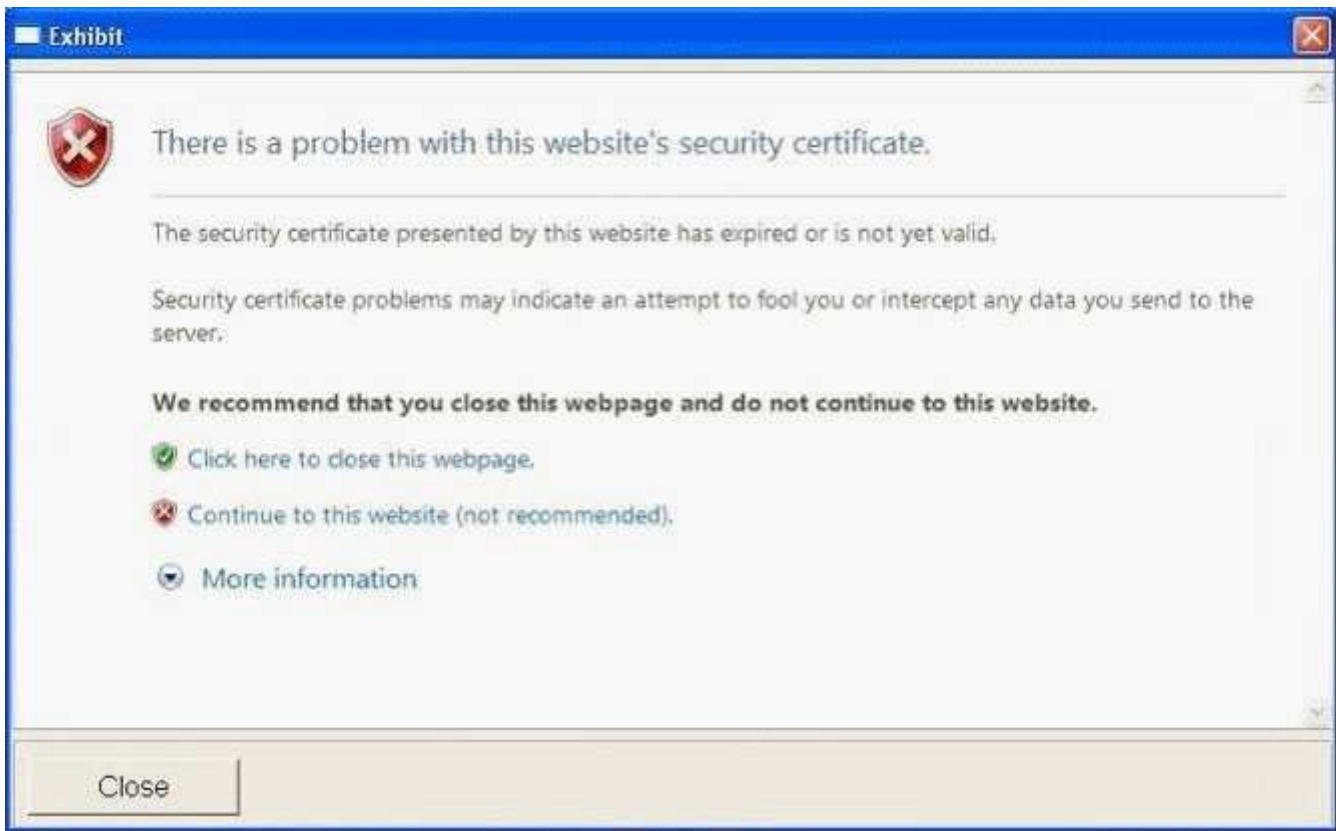 Exhibit
There is a problem with this website's security certificate.
The security certificate presented by this website has expired or is not yet valid.
Security certificate problems may indicate an attempt to fool you or intercept any data you send to the
server.
We recommend that you close this webpage and do not continue to this website.
Click here to close this webpage.
Continue to this website (not recommended).
More information
Close